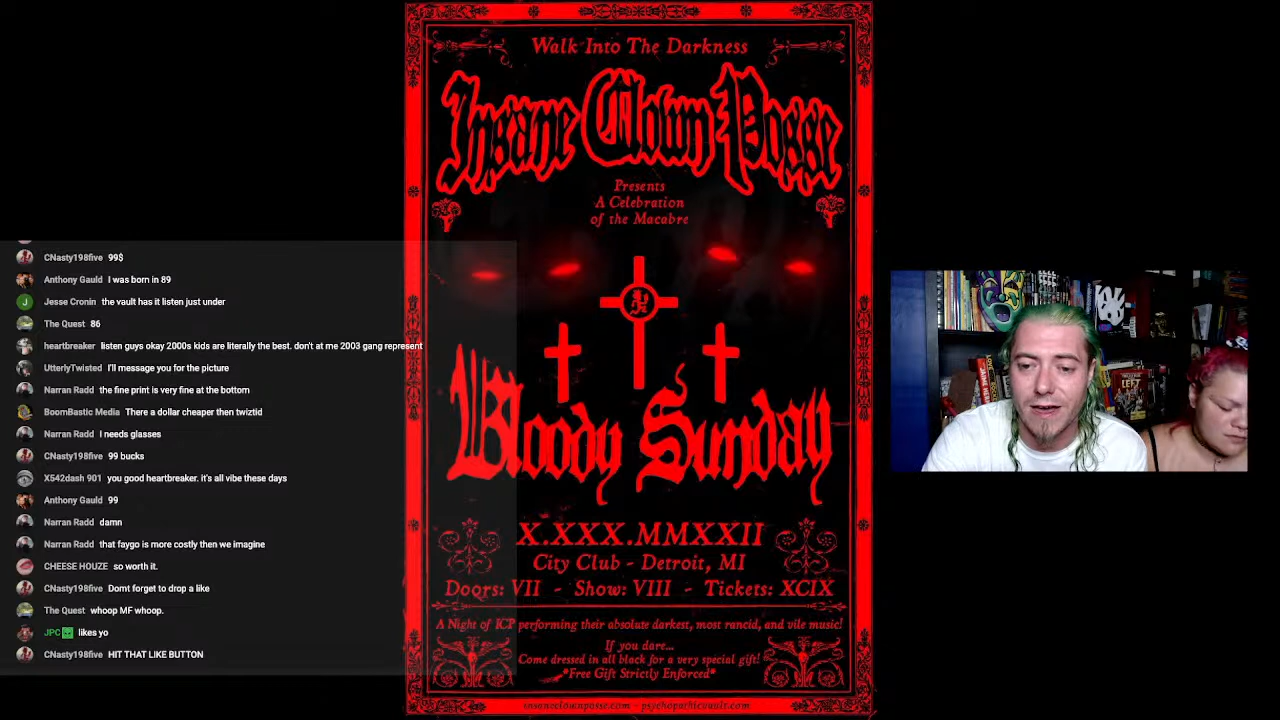 Walk Into The Darkness
Insane Clown Posse
Presents
A Celebration
of the Macabre
Bloody Sunday
X.XXX.MMXXII
City Club - Detroit, MI
Doors: VII - Show: VIII - Tickets: XCIX
A Night of ICP performing their absolute darkest, most rancid, and vile music!
If you dare...
Come dressed in all black for a very special gift!
*Free Gift Strictly Enforced*
insaneclownposse.com - psychopathicvault.com
CNasty198five 99$
Anthony Gauld I was born in 89
Jesse Cronin the vault has it listen just under
The Quest 86
heartbreaker listen guys okay 2000s kids are literally the best. don't at me 2003 gang represent
UtterlyTwisted I'll message you for the picture
Narran Radd the fine print is very fine at the bottom
BoomBastic Media There a dollar cheaper then twiztid
Narran Radd I needs glasses
CNasty198five 99 bucks
X542dash 901 you good heartbreaker. it's all vibe these days
Anthony Gauld 99
Narran Radd damn
Narran Radd that faygo is more costly then we imagine
CHEESE HOUZE so worth it.
CNasty198five Domt forget to drop a like
The Quest whoop MF whoop.
JPC likes yo
CNasty198five HIT THAT LIKE BUTTON
LEFT